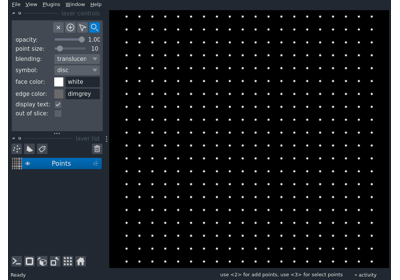 File View Plugins Window Help
layer controls
opacity: 1.00
point size: 10
blending: translucen
symbol: disc
face color: white
edge color: dimgrey
display text:
out of slice:
layer list
Points
Ready use <2> for add points, use <3> for select points activity